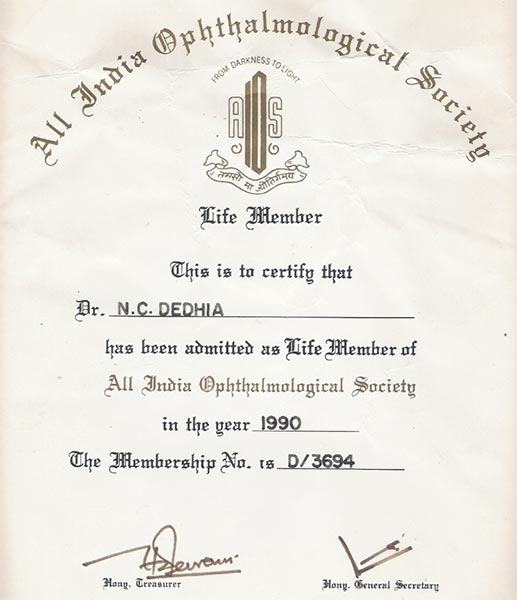 All India Ophthalmological Society
FROM DARKNESS TO LIGHT
AIOS
तमसो मा ज्योतिर्गमय
Life Member
This is to certify that
Dr. N.C. DEDHIA
has been admitted as Life Member of
All India Ophthalmological Society
in the year 1990
The Membership No. is D/3694
Hony. Treasurer
Hony. General Secretary